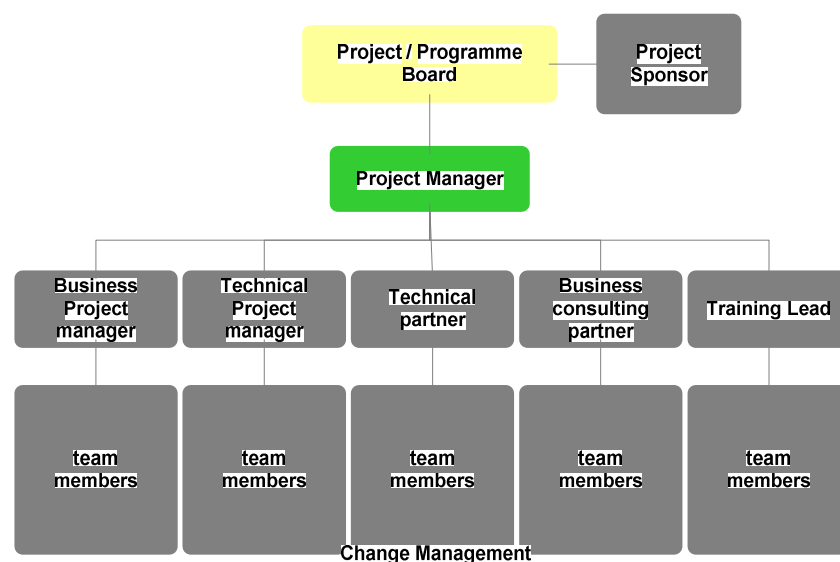 Project / Programme
Board
Project
Sponsor
Project Manager
Business
Project
manager
Technical
Project
manager
Technical
partner
Business
consulting
partner
Training Lead
team
members
team
members
team
members
team
members
team
members
Change Management